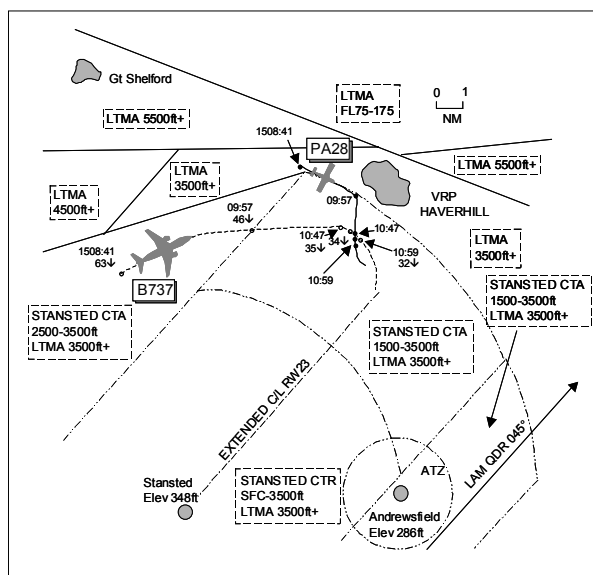 Gt Shelford
LTMA 5500ft+
LTMA
FL75-175
0 1
NM
1508:41
PA28
LTMA 5500ft+
LTMA
3500ft+
LTMA
4500ft+
09:57
VRP
HAVERHILL
09:57
46↓
10:47
35↓
34↓
10:47
10:59
32↓
10:59
1508:41
63↓
B737
LTMA
3500ft+
STANSTED CTA
1500-3500ft
LTMA 3500ft+
STANSTED CTA
2500-3500ft
LTMA 3500ft+
STANSTED CTA
1500-3500ft
LTMA 3500ft+
EXTENDED C/L RW23
LAM QDR 045°
ATZ
Stansted
Elev 348ft
STANSTED CTR
SFC-3500ft
LTMA 3500ft+
Andrewsfield
Elev 286ft